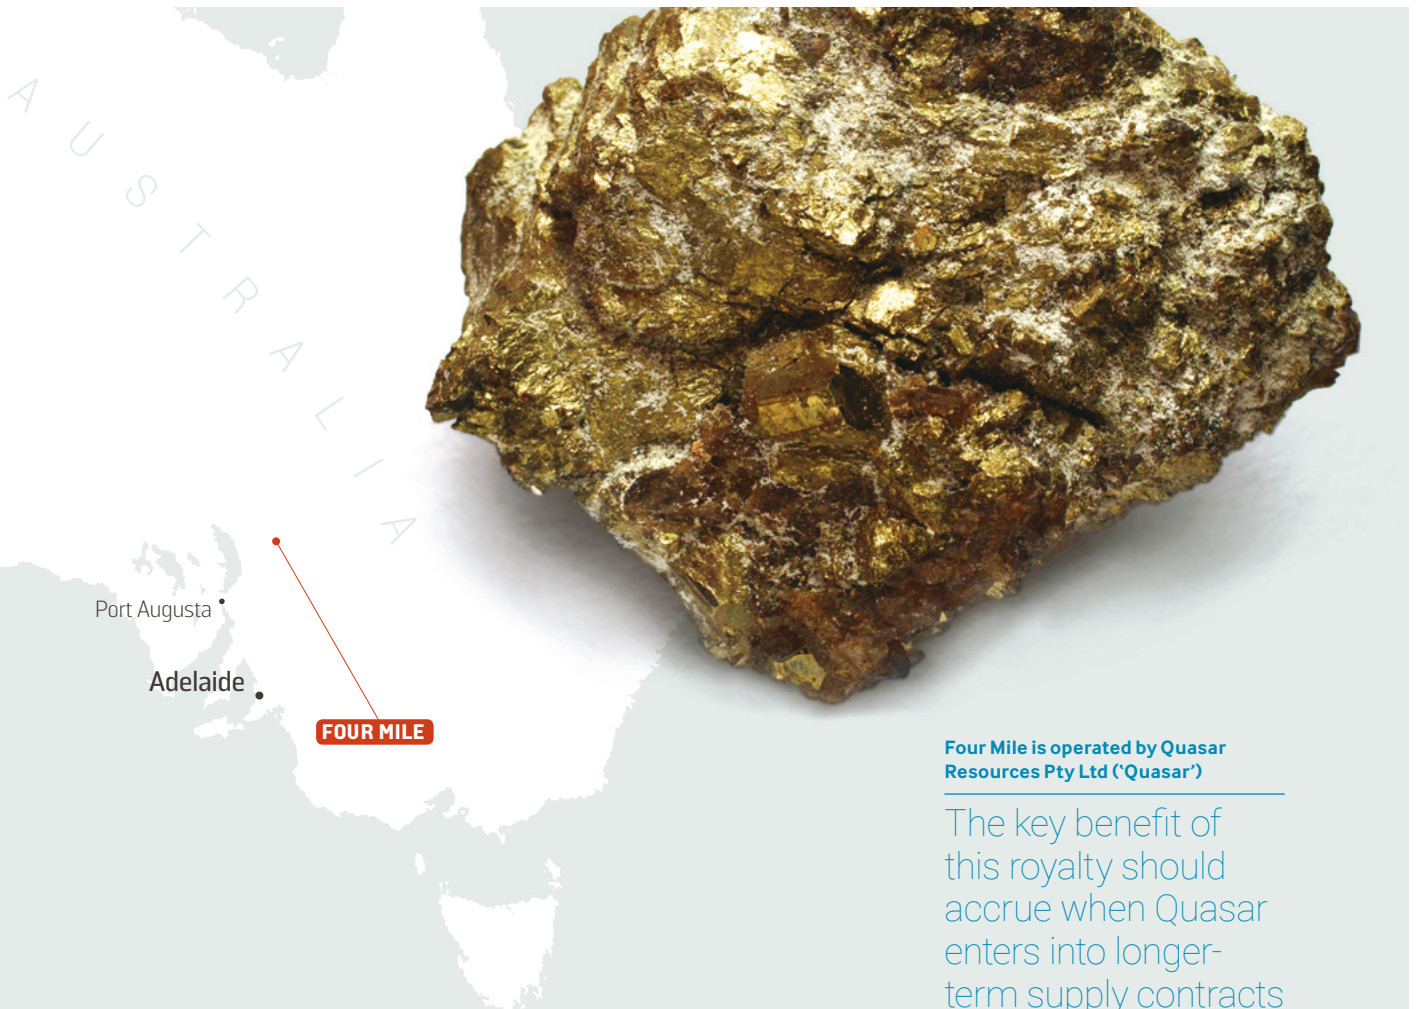 AUSTRALIA
Port Augusta
Adelaide
FOUR MILE
Four Mile is operated by Quasar
Resources Pty Ltd (‘Quasar’)
The key benefit of
this royalty should
accrue when Quasar
enters into longer-
term supply contracts